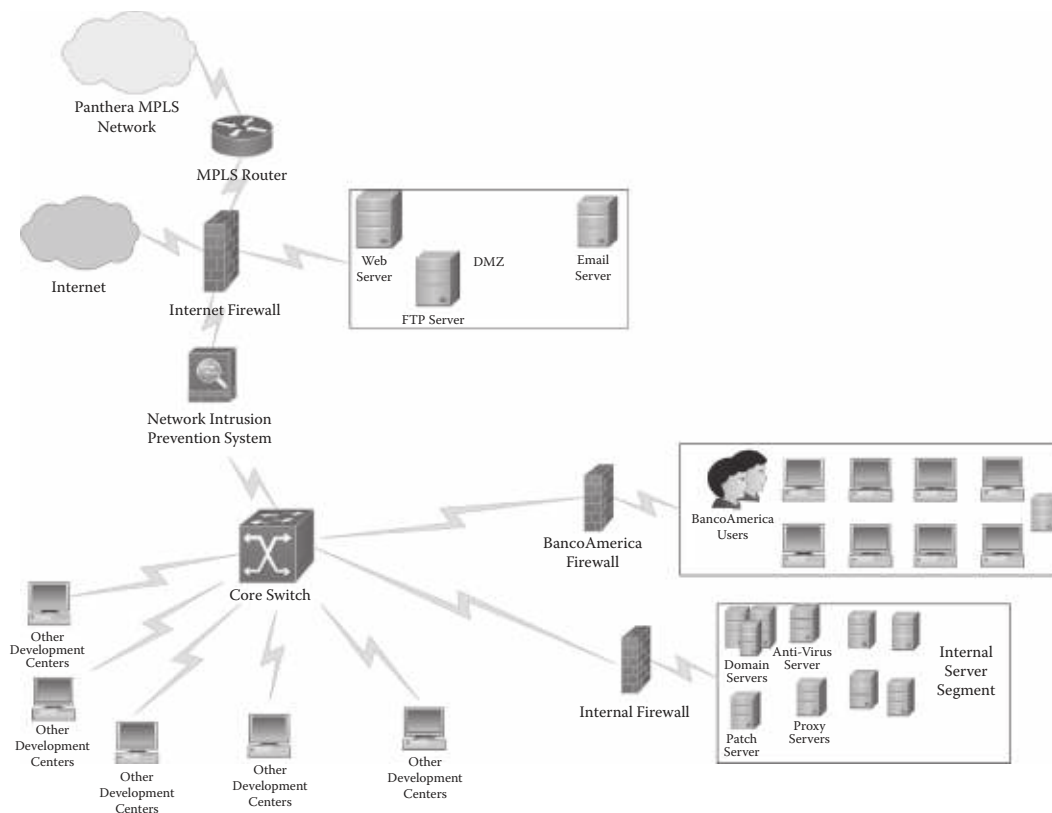 Panthera MPLS
Network
MPLS Router
Internet
Internet Firewall
Web
Server
DMZ
FTP Server
Email
Server
Network Intrusion
Prevention System
BancoAmerica
Users
BancoAmerica
Firewall
Core Switch
Other
Development
Centers
Other
Development
Centers
Other
Development
Centers
Other
Development
Centers
Other
Development
Centers
Internal Firewall
Domain
Servers
Anti-Virus
Server
Internal
Server
Segment
Patch
Server
Proxy
Servers